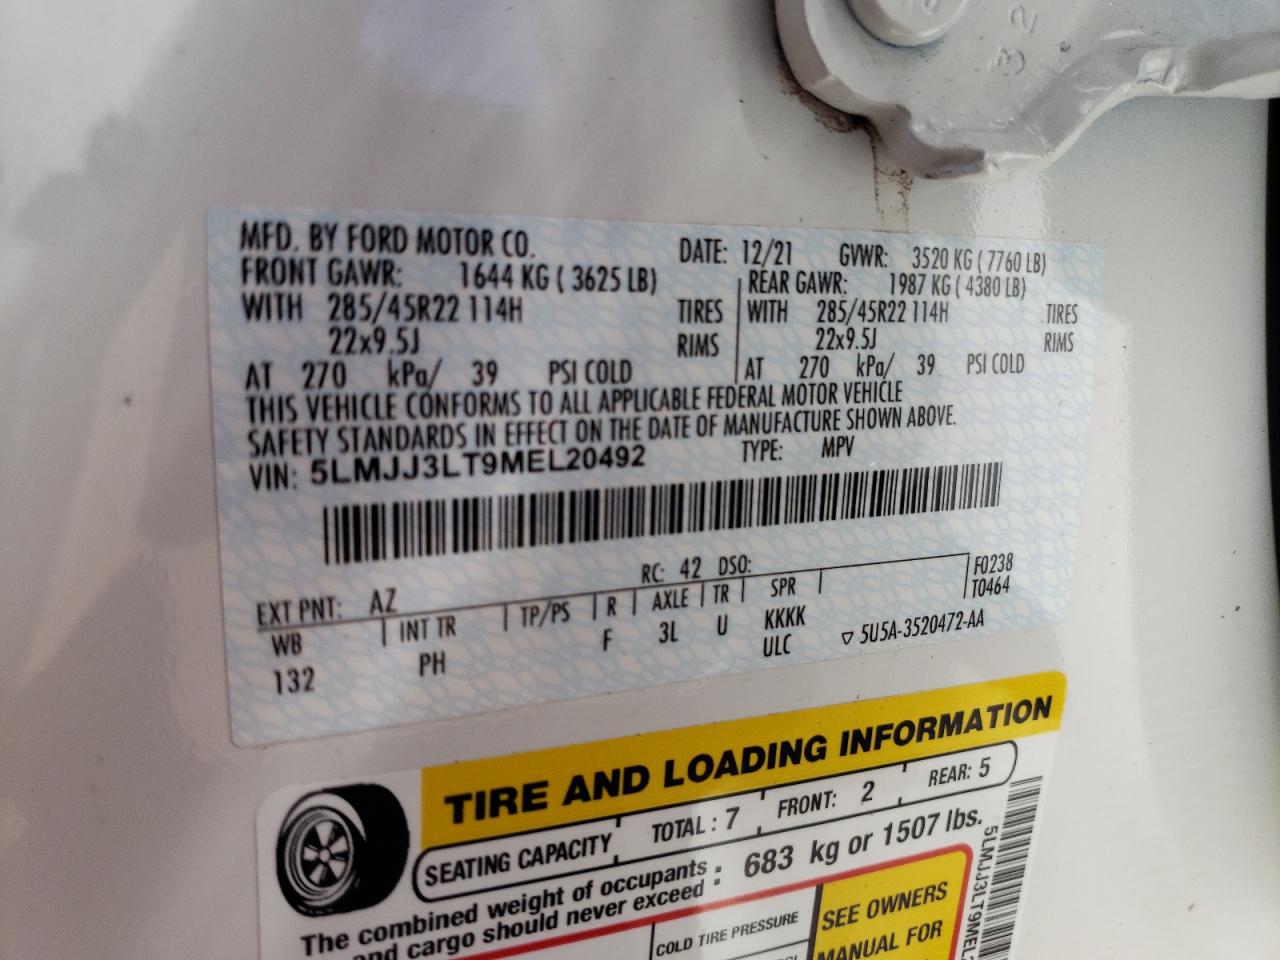 32
MFD. BY FORD MOTOR CO. DATE: 12/21 GVWR: 3520 KG ( 7760 LB)
FRONT GAWR: 1644 KG ( 3625 LB) REAR GAWR: 1987 KG ( 4380 LB)
WITH 285/45R22 114H TIRES WITH 285/45R22 114H TIRES
22x9.5J RIMS 22x9.5J RIMS
AT 270 kPa/ 39 PSI COLD AT 270 kPa/ 39 PSI COLD
THIS VEHICLE CONFORMS TO ALL APPLICABLE FEDERAL MOTOR VEHICLE
SAFETY STANDARDS IN EFFECT ON THE DATE OF MANUFACTURE SHOWN ABOVE.
VIN: 5LMJJ3LT9MEL20492 TYPE: MPV
EXT PNT: AZ RC: 42 DSO: F0238
WB INT TR TP/PS R AXLE TR SPR T0464
132 PH F 3L U KKKK ▽ 5U5A-3520472-AA
ULC
TIRE AND LOADING INFORMATION
SEATING CAPACITY TOTAL : 7 FRONT: 2 REAR: 5
The combined weight of occupants : 683 kg or 1507 lbs.
and cargo should never exceed
COLD TIRE PRESSURE SEE OWNERS
MANUAL FOR
5LMJJ3LT9MEL